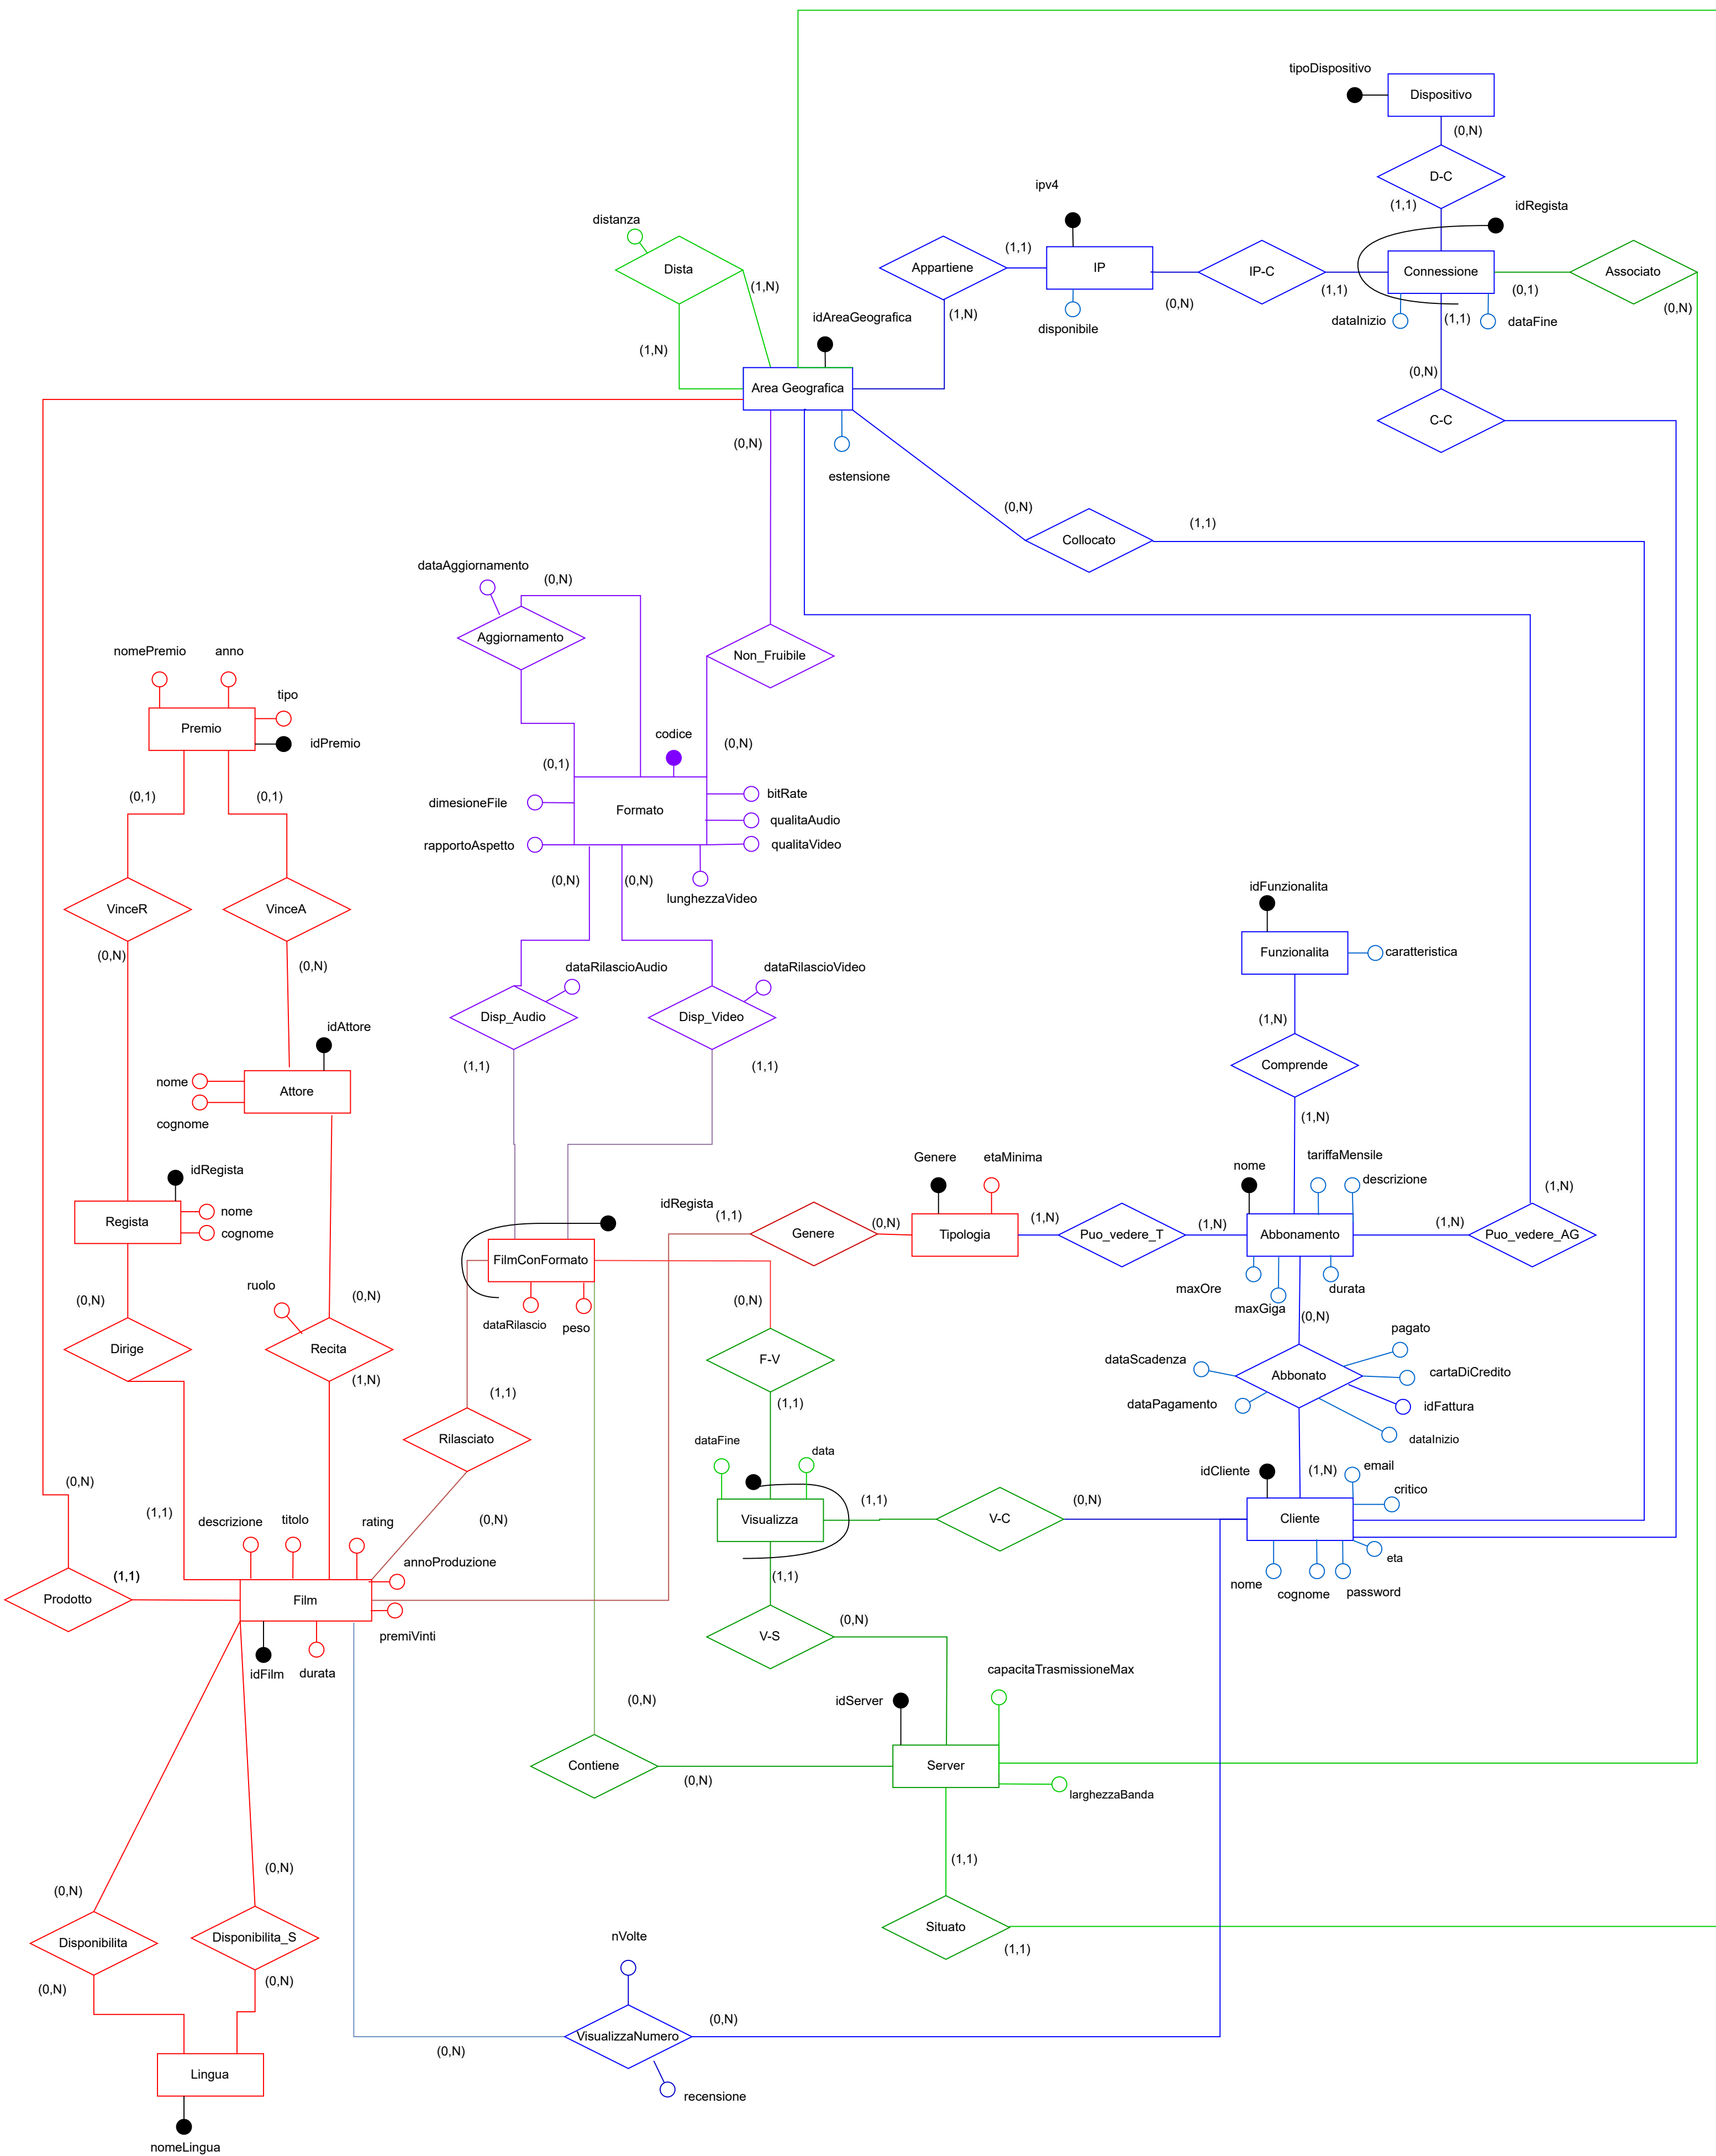 tipoDispositivo
Dispositivo
(0,N)
D-C
(1,1)
ipv4
idRegista
distanza
Dista
(1,N)
(1,N)
Appartiene
(1,1)
IP
IP-C
(0,N)
(1,1)
Connessione
(0,1)
Associato
(0,N)
disponibile
dataInizio
(1,1)
dataFine
(1,N)
idAreaGeografica
Area Geografica
(0,N)
C-C
(0,N)
estensione
(0,N)
Collocato
(1,1)
dataAggiornamento
(0,N)
Aggiornamento
Non_Fruibile
nomePremio
anno
tipo
Premio
idPremio
codice
(0,N)
(0,1)
(0,1)
(0,1)
dimesioneFile
Formato
bitRate
qualitaAudio
rapportoAspetto
qualitaVideo
(0,N)
(0,N)
lunghezzaVideo
VinceR
VinceA
(0,N)
(0,N)
idFunzionalita
Funzionalita
caratteristica
dataRilascioAudio
dataRilascioVideo
Disp_Audio
Disp_Video
(1,N)
idAttore
(1,1)
(1,1)
Comprende
nome
Attore
cognome
(1,N)
idRegista
Genere
etaMinima
nome
tariffaMensile
descrizione
Regista
nome
cognome
idRegista
(1,1)
Genere
(0,N)
Tipologia
(1,N)
Puo_vedere_T
(1,N)
Abbonamento
(1,N)
(1,N)
Puo_vedere_AG
FilmConFormato
ruolo
(0,N)
(0,N)
dataRilascio
peso
(0,N)
maxOre
maxGiga
durata
(0,N)
Dirige
Recita
F-V
(1,N)
(1,1)
(1,1)
dataScadenza
Abbonato
pagato
cartaDiCredito
dataPagamento
idFattura
dataInizio
Rilasciato
dataFine
data
idCliente
(1,N)
email
critico
(0,N)
(1,1)
descrizione
titolo
rating
(0,N)
Visualizza
(1,1)
V-C
(0,N)
Cliente
annoProduzione
(1,1)
(1,1)
nome
cognome
password
eta
Prodotto
Film
premiVinti
idFilm
durata
V-S
(0,N)
capacitaTrasmissioneMax
idServer
(0,N)
Contiene
(0,N)
Server
larghezzaBanda
(1,1)
(0,N)
(0,N)
Disponibilita
Disponibilita_S
Situato
(1,1)
nVolte
(0,N)
(0,N)
VisualizzaNumero
(0,N)
(0,N)
Lingua
recensione
nomeLingua